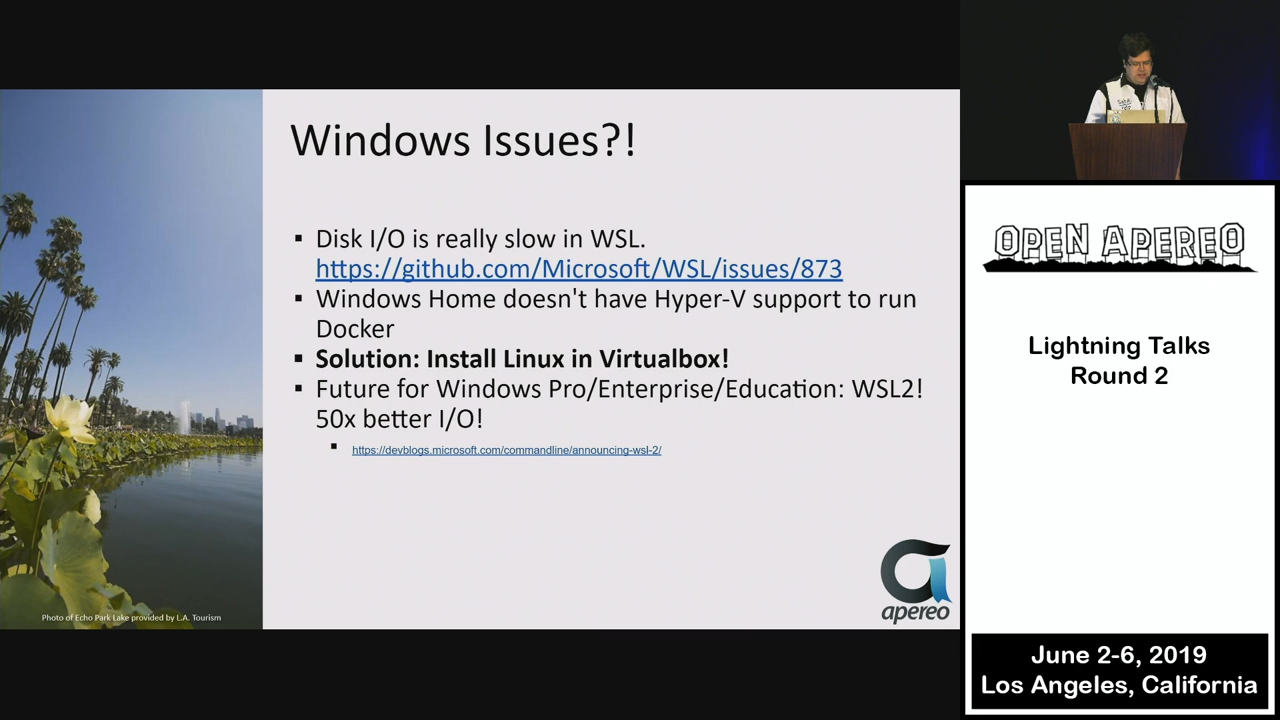 Windows Issues?!
▪ Disk I/O is really slow in WSL.
https://github.com/Microsoft/WSL/issues/873
▪ Windows Home doesn't have Hyper-V support to run
Docker
▪ Solution: Install Linux in Virtualbox!
▪ Future for Windows Pro/Enterprise/Education: WSL2!
50x better I/O!
▪ https://devblogs.microsoft.com/commandline/announcing-wsl-2/
Photo of Echo Park Lake provided by L.A. Tourism
apereo
OPEN APEREO
Lightning Talks
Round 2
June 2-6, 2019
Los Angeles, California